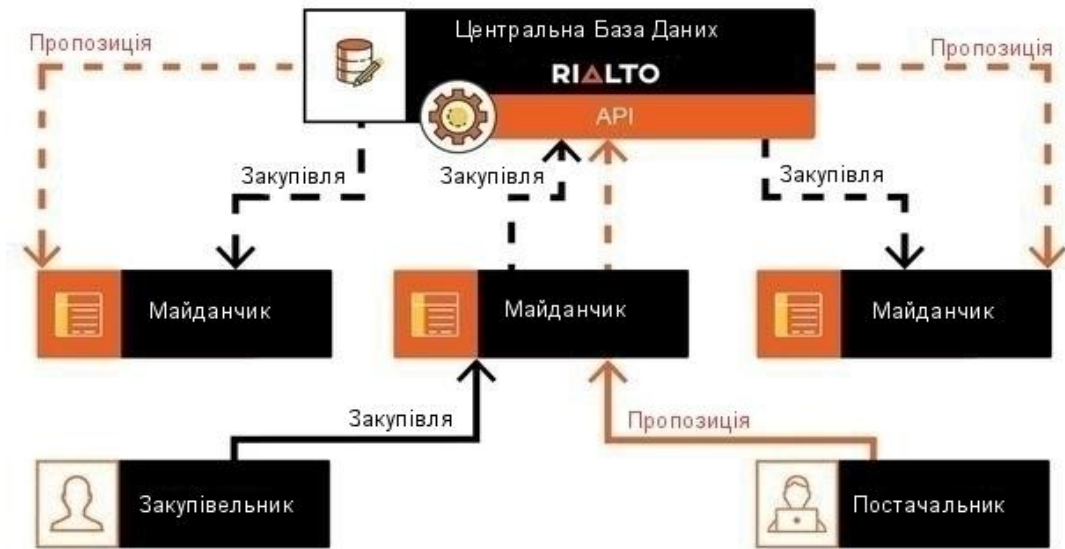 Пропозиція
Центральна База Даних
RIALTO
API
Пропозиція
Закупівля
Закупівля
Закупівля
Майданчик
Майданчик
Майданчик
Закупівля
Пропозиція
Закупівельник
Постачальник